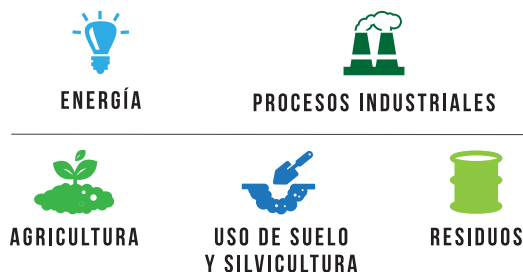 ENERGÍA
PROCESOS INDUSTRIALES
AGRICULTURA
USO DE SUELO
Y SILVICULTURA
RESIDUOS